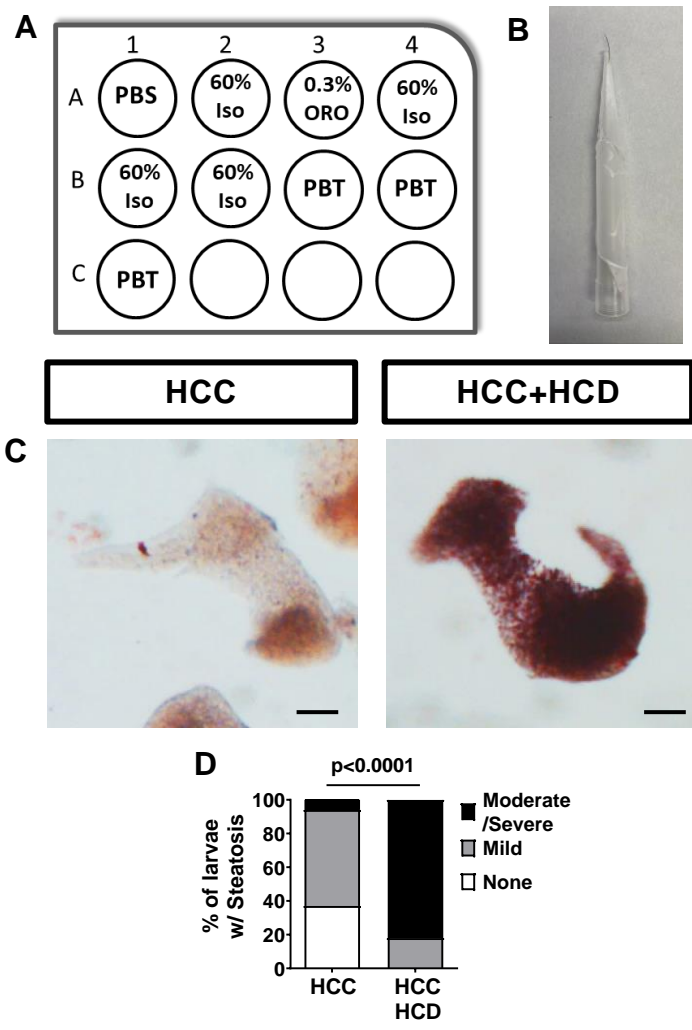 A
B
1 2 3 4
A
PBS
60%
Iso
0.3%
ORO
60%
Iso
B
60%
Iso
60%
Iso
PBT
PBT
C
PBT
HCC
HCC+HCD
C
D
p<0.0001
% of larvae
w/ Steatosis
100
80
60
40
20
0
HCC
HCC
HCD
Moderate
/Severe
Mild
None